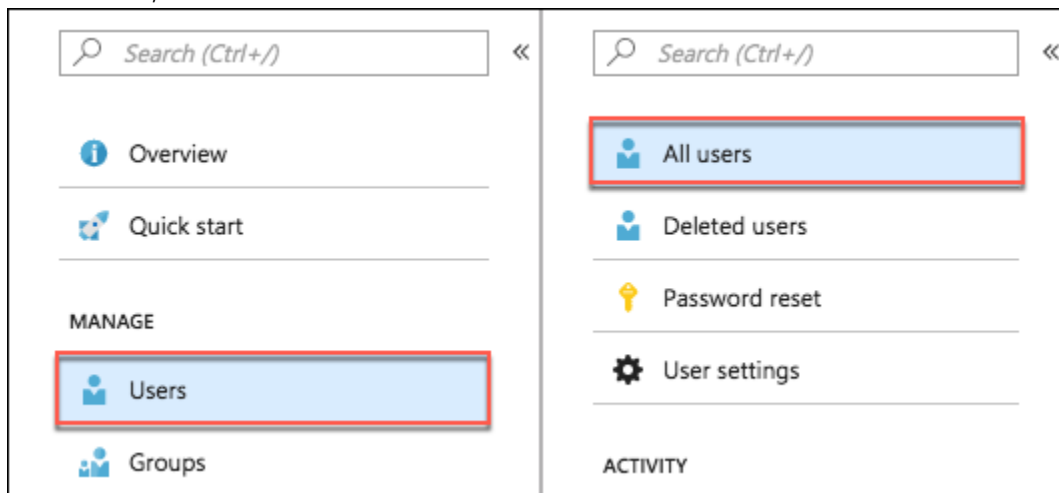 Search (Ctrl+/)
«
Overview
Quick start
MANAGE
Users
Groups
Search (Ctrl+/)
«
All users
Deleted users
Password reset
User settings
ACTIVITY